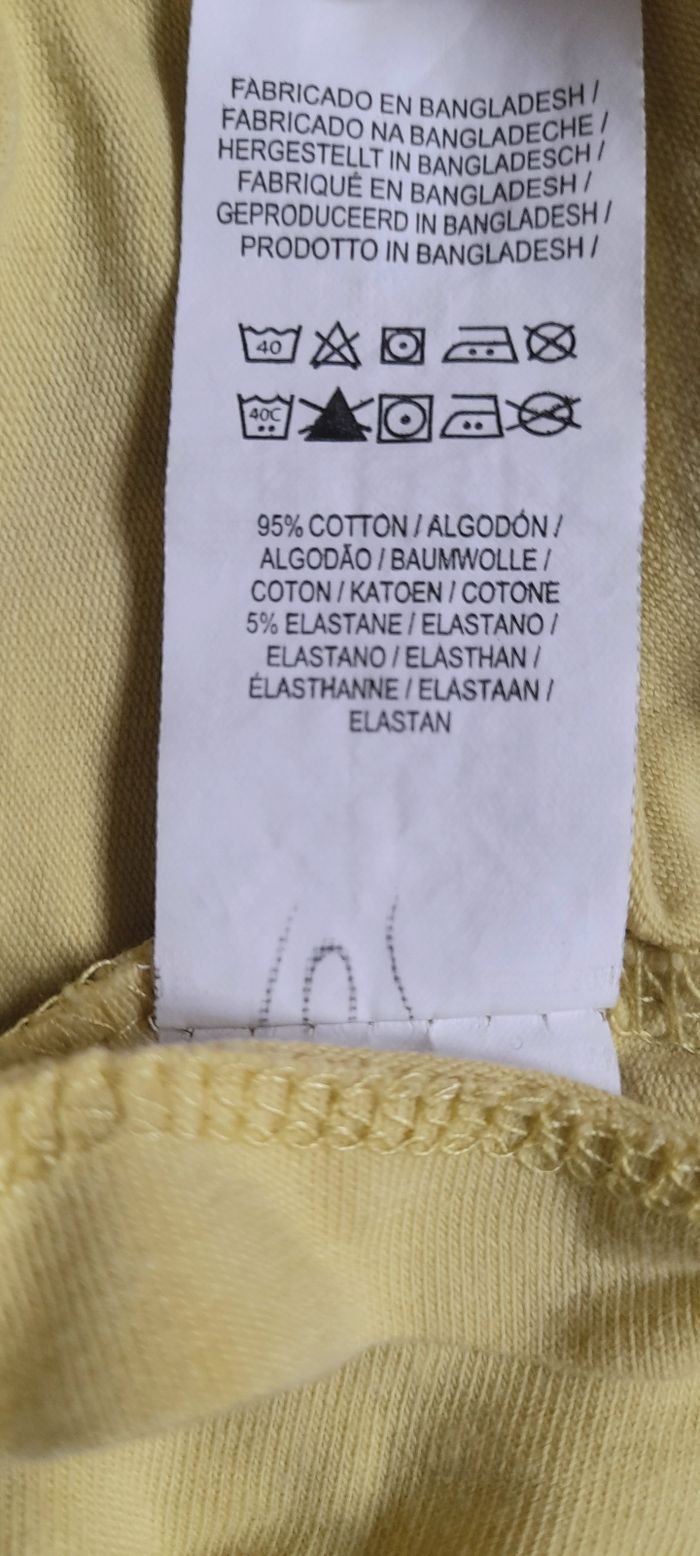 FABRICADO EN BANGLADESH /
FABRICADO NA BANGLADECHE /
HERGESTELLT IN BANGLADESCH /
FABRIQUÉ EN BANGLADESH /
GEPRODUCEERD IN BANGLADESH /
PRODOTTO IN BANGLADESH /
40
40C
95% COTTON / ALGODÓN /
ALGODÃO / BAUMWOLLE /
COTON / KATOEN / COTONE
5% ELASTANE / ELASTANO /
ELASTANO / ELASTHAN /
ÉLASTHANNE / ELASTAAN /
ELASTAN